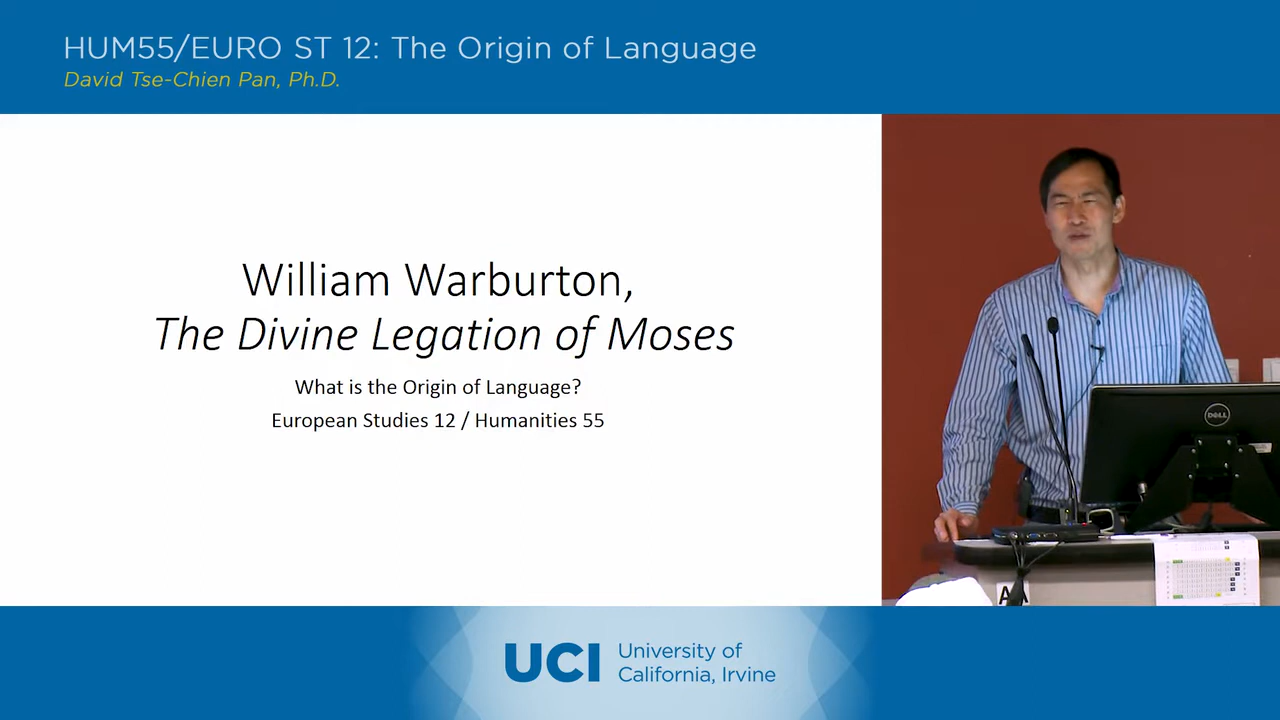 HUM55/EURO ST 12: The Origin of Language
David Tse-Chien Pan, Ph.D.
William Warburton,
The Divine Legation of Moses
What is the Origin of Language?
European Studies 12 / Humanities 55
DELL
UCI University of
California, Irvine